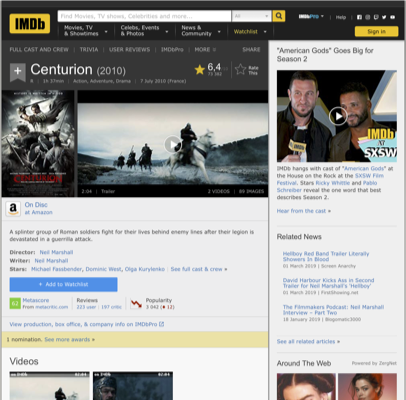 IMDb
Find Movies, TV shows, Celebrities and more...
All
IMDbPro
Help
Movies, TV
& Showtimes
Celebs, Events
& Photos
News &
Community
Watchlist
Sign in
FULL CAST AND CREW | TRIVIA | USER REVIEWS | IMDbPro | MORE
SHARE
Centurion (2010)
6,4
Rate
This
1h 37min | Action, Adventure, Drama | 7 July 2010 (France)
CENTURION
2:04 | Trailer
2 VIDEOS | 89 IMAGES
On Disc
at Amazon
A splinter group of Roman soldiers fight for their lives behind enemy lines after their legion is
devastated in a guerrilla attack.
Director: Neil Marshall
Writer: Neil Marshall
Stars: Michael Fassbender, Dominic West, Olga Kurylenko | See full cast & crew »
+ Add to Watchlist
Metascore
From metacritic.com
Reviews
223 user | 197 critic
Popularity
3 042
View production, box office, & company info on IMDbPro
1 nomination. See more awards »
Videos
"American Gods" Goes Big for
Season 2
IMDb
at
SXSW
IMDb hangs with cast of "American Gods" at
the House on the Rock at the SXSW Film
Festival. Stars Ricky Whittle and Pablo
Schreiber reveal the one word that best
describes Season 2.
Hear from the cast »
Related News
Hellboy Red Band Trailer Literally
Showers In Blood
01 March 2019 | Screen Anarchy
David Harbour Kicks Ass in Second
Trailer for Neil Marshall's 'Hellboy'
01 March 2019 | FirstShowing.net
The Filmmakers Podcast: Neil Marshall
Interview – Part Two
18 January 2019 | Blogomatic3000
See all related articles »
Around The Web
Powered by ZergNet